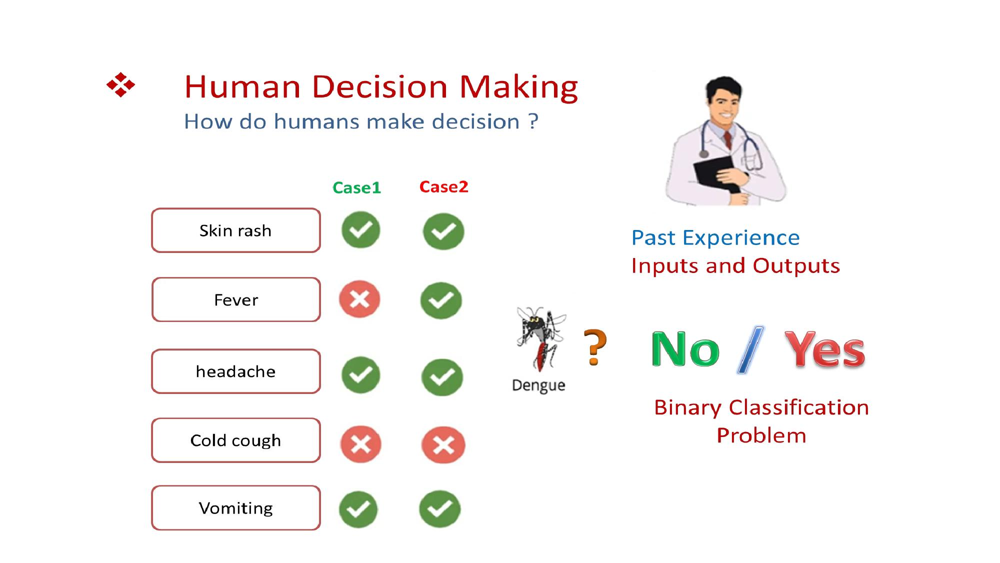 Human Decision Making
How do humans make decision ?
Case1 Case2
Skin rash
Fever
headache
Cold cough
Vomiting
Dengue
?
Past Experience
Inputs and Outputs
No / Yes
Binary Classification
Problem